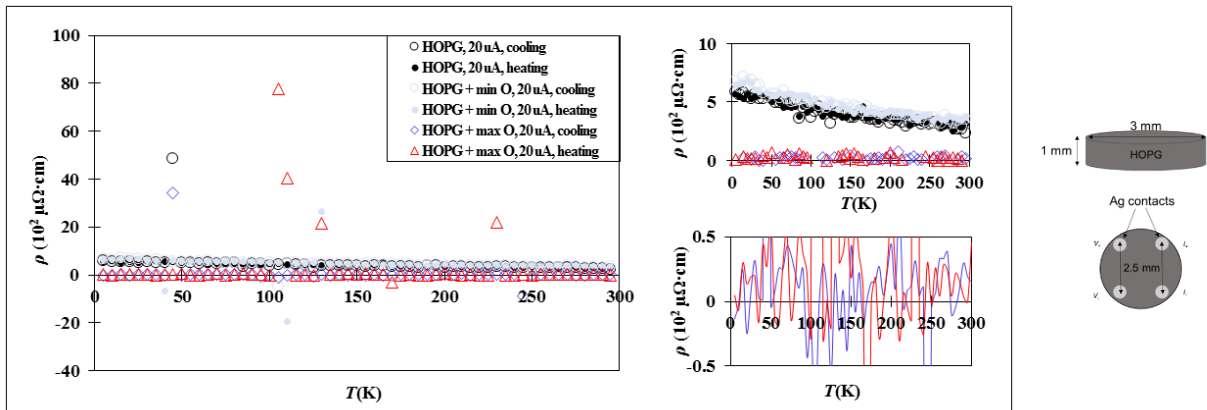 100
80
60
40
20
0
-20
-40
0
50
100
150
200
250
300
ρ (10² μΩ·cm)
T(K)
HOPG, 20 uA, cooling
HOPG, 20 uA, heating
HOPG + min O, 20 uA, cooling
HOPG + min O, 20 uA, heating
HOPG + max O, 20 uA, cooling
HOPG + max O, 20 uA, heating
10
5
0
0 50 100 150 200 250 300
ρ (10² μΩ·cm)
T(K)
0.5
0
-0.5
0 50 100 150 200 250 300
ρ (10² μΩ·cm)
T(K)
3 mm
1 mm
HOPG
Ag contacts
2.5 mm